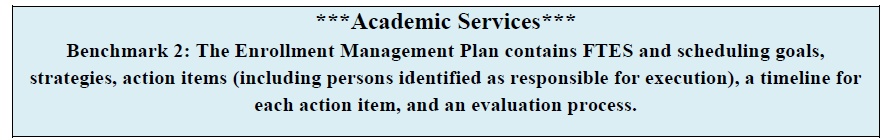 ***Academic Services***
Benchmark 2: The Enrollment Management Plan contains FTES and scheduling goals,
strategies, action items (including persons identified as responsible for execution), a timeline for
each action item, and an evaluation process.